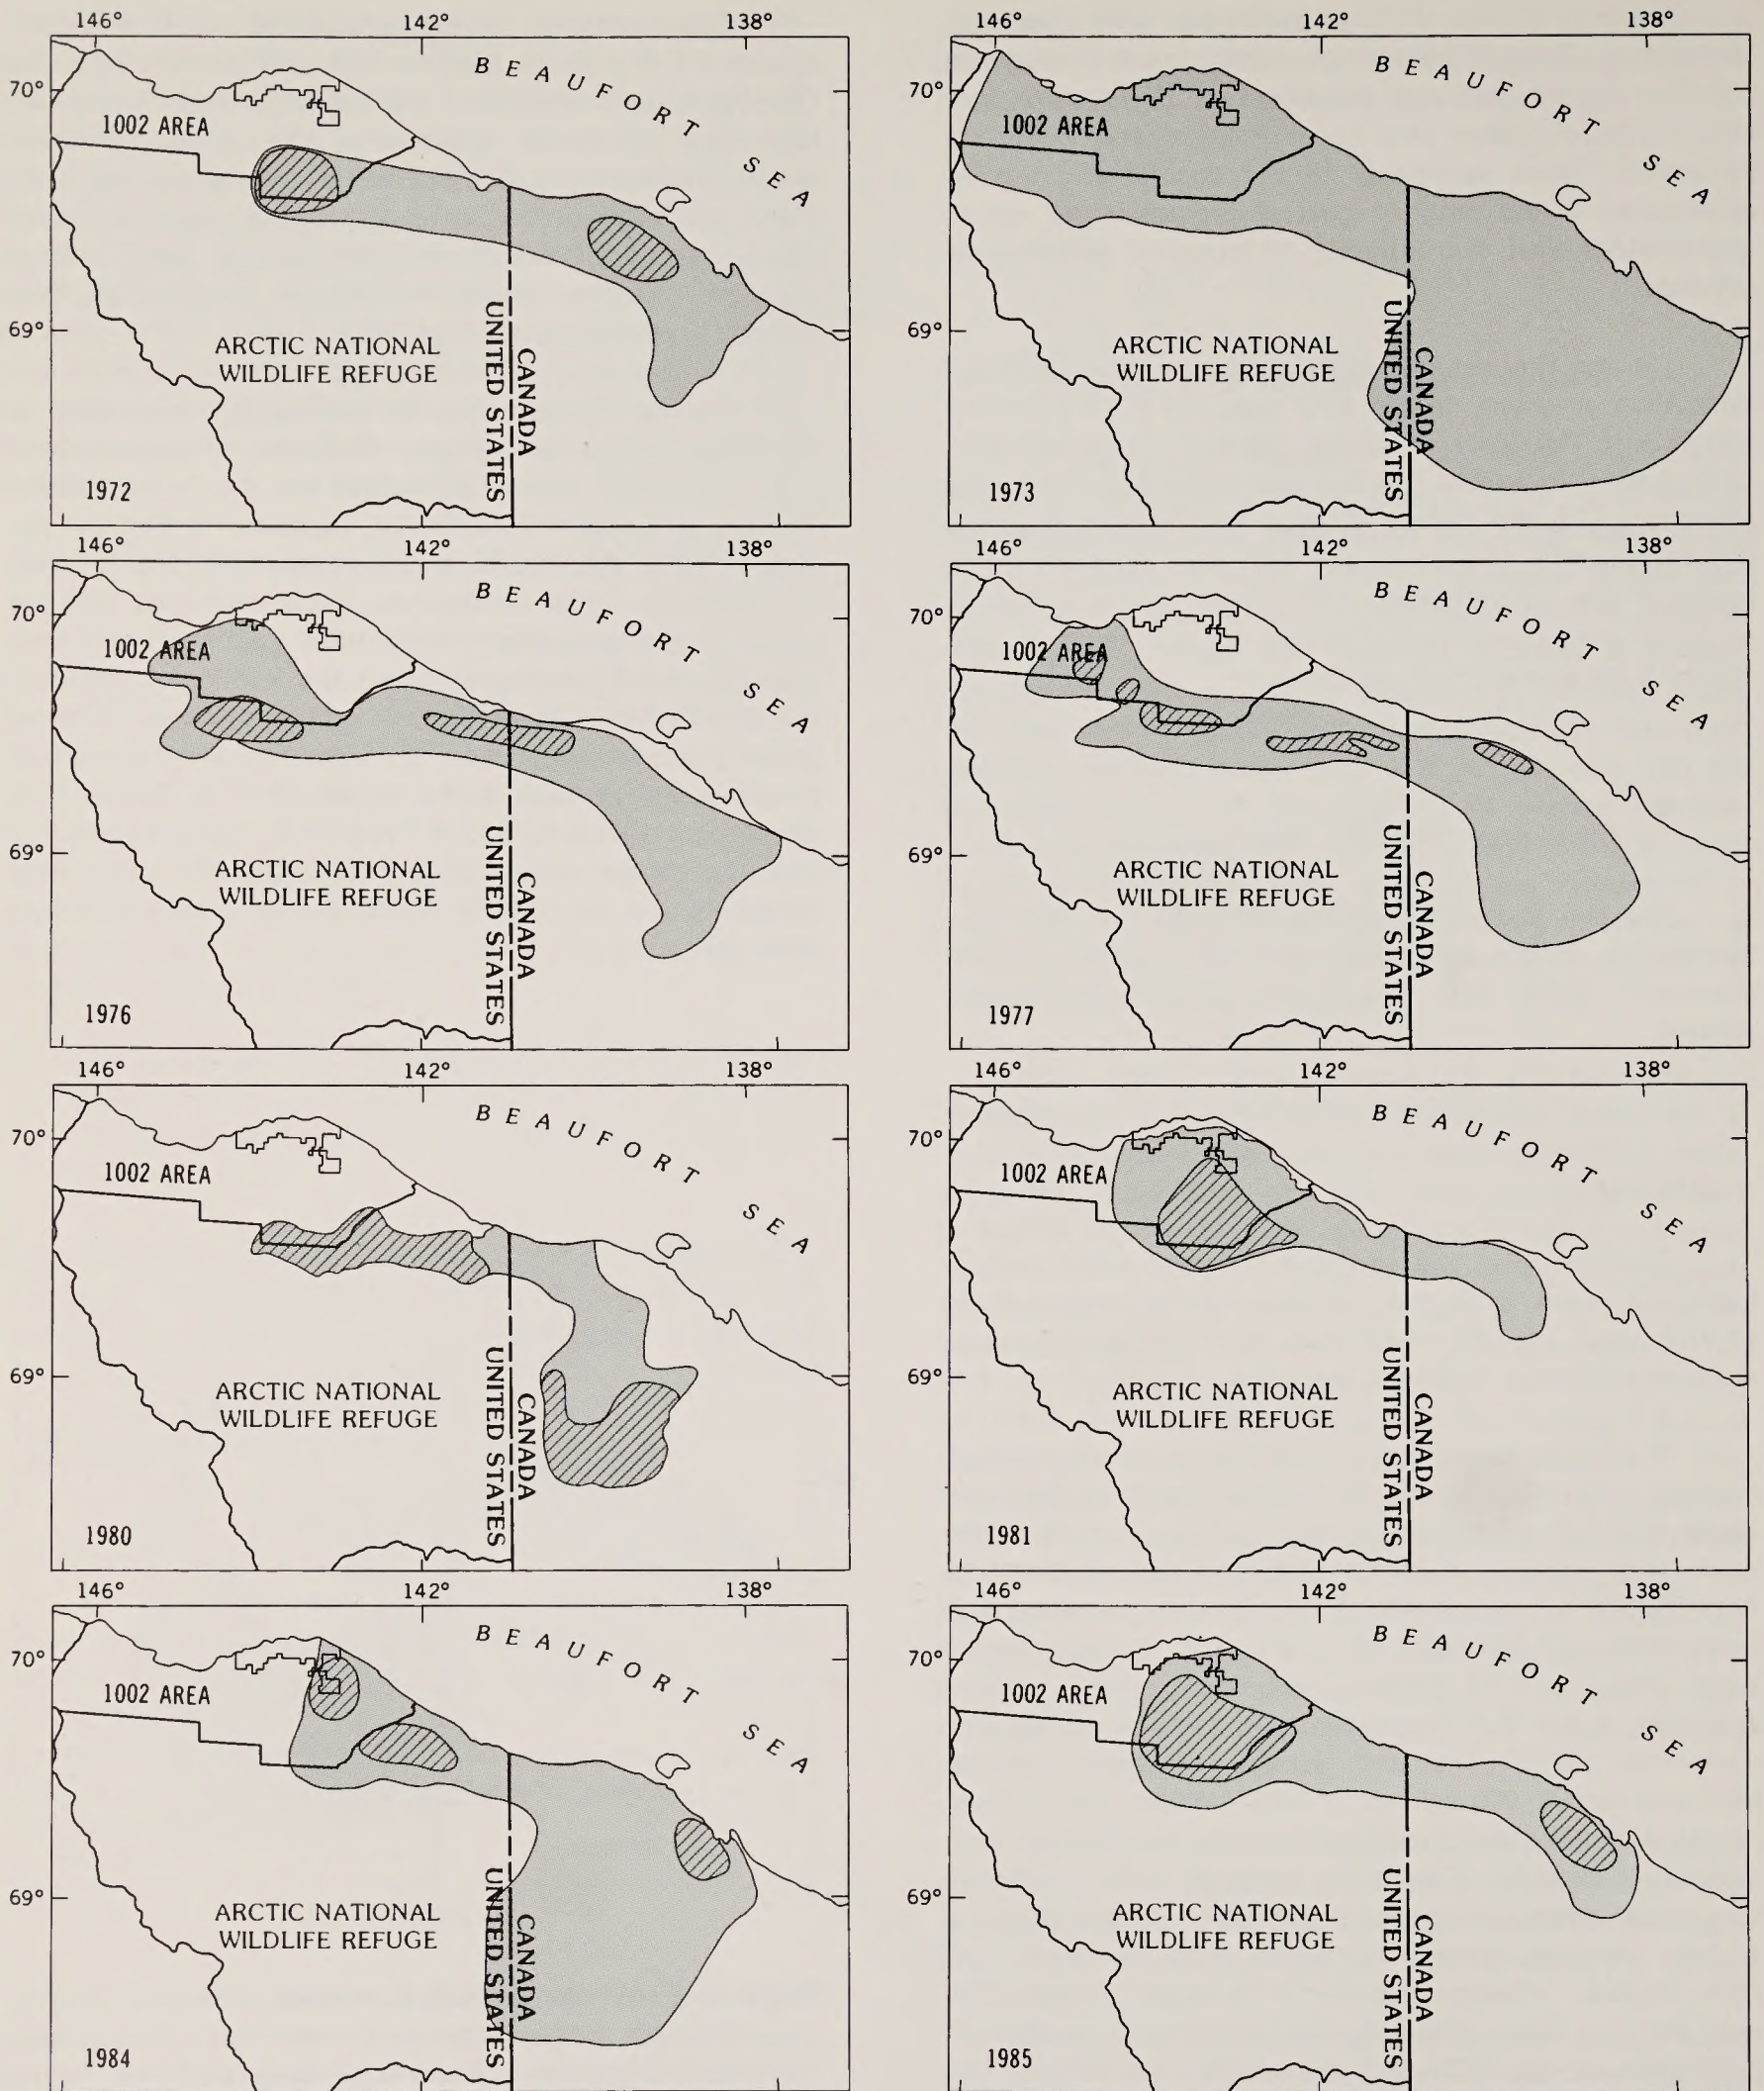 146° 142° 138°
BEAUFORT SEA
70°
1002 AREA
69°
ARCTIC NATIONAL
WILDLIFE REFUGE
UNITED STATES
CANADA
1972
146° 142° 138°
BEAUFORT SEA
70°
1002 AREA
69°
ARCTIC NATIONAL
WILDLIFE REFUGE
UNITED STATES
CANADA
1973
146° 142° 138°
BEAUFORT SEA
70°
1002 AREA
69°
ARCTIC NATIONAL
WILDLIFE REFUGE
UNITED STATES
CANADA
1976
146° 142° 138°
BEAUFORT SEA
70°
1002 AREA
69°
ARCTIC NATIONAL
WILDLIFE REFUGE
UNITED STATES
CANADA
1977
146° 142° 138°
BEAUFORT SEA
70°
1002 AREA
69°
ARCTIC NATIONAL
WILDLIFE REFUGE
UNITED STATES
CANADA
1980
146° 142° 138°
BEAUFORT SEA
70°
1002 AREA
69°
ARCTIC NATIONAL
WILDLIFE REFUGE
UNITED STATES
CANADA
1981
146° 142° 138°
BEAUFORT SEA
70°
1002 AREA
69°
ARCTIC NATIONAL
WILDLIFE REFUGE
UNITED STATES
CANADA
1984
146° 142° 138°
BEAUFORT SEA
70°
1002 AREA
69°
ARCTIC NATIONAL
WILDLIFE REFUGE
UNITED STATES
CANADA
1985